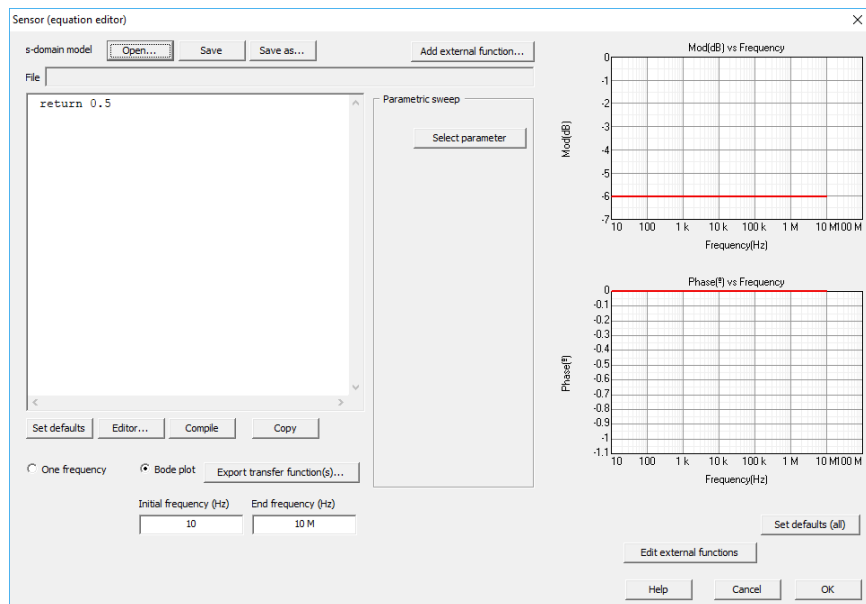 Sensor (equation editor)
s-domain model Open... Save Save as... Add external function...
File
return 0.5
Parametric sweep
Select parameter
Set defaults Editor... Compile Copy
One frequency Bode plot Export transfer function(s)...
Initial frequency (Hz) End frequency (Hz)
10 10 M
Mod(dB) vs Frequency
Mod(dB)
0
-1
-2
-3
-4
-5
-6
-7
10 100 1 k 10 k 100 k 1 M 10 M 100 M
Frequency(Hz)
Phase(º) vs Frequency
Phase(º)
0
-0.1
-0.2
-0.3
-0.4
-0.5
-0.6
-0.7
-0.8
-0.9
-1
-1.1
10 100 1 k 10 k 100 k 1 M 10 M 100 M
Frequency(Hz)
Set defaults (all)
Edit external functions
Help Cancel OK